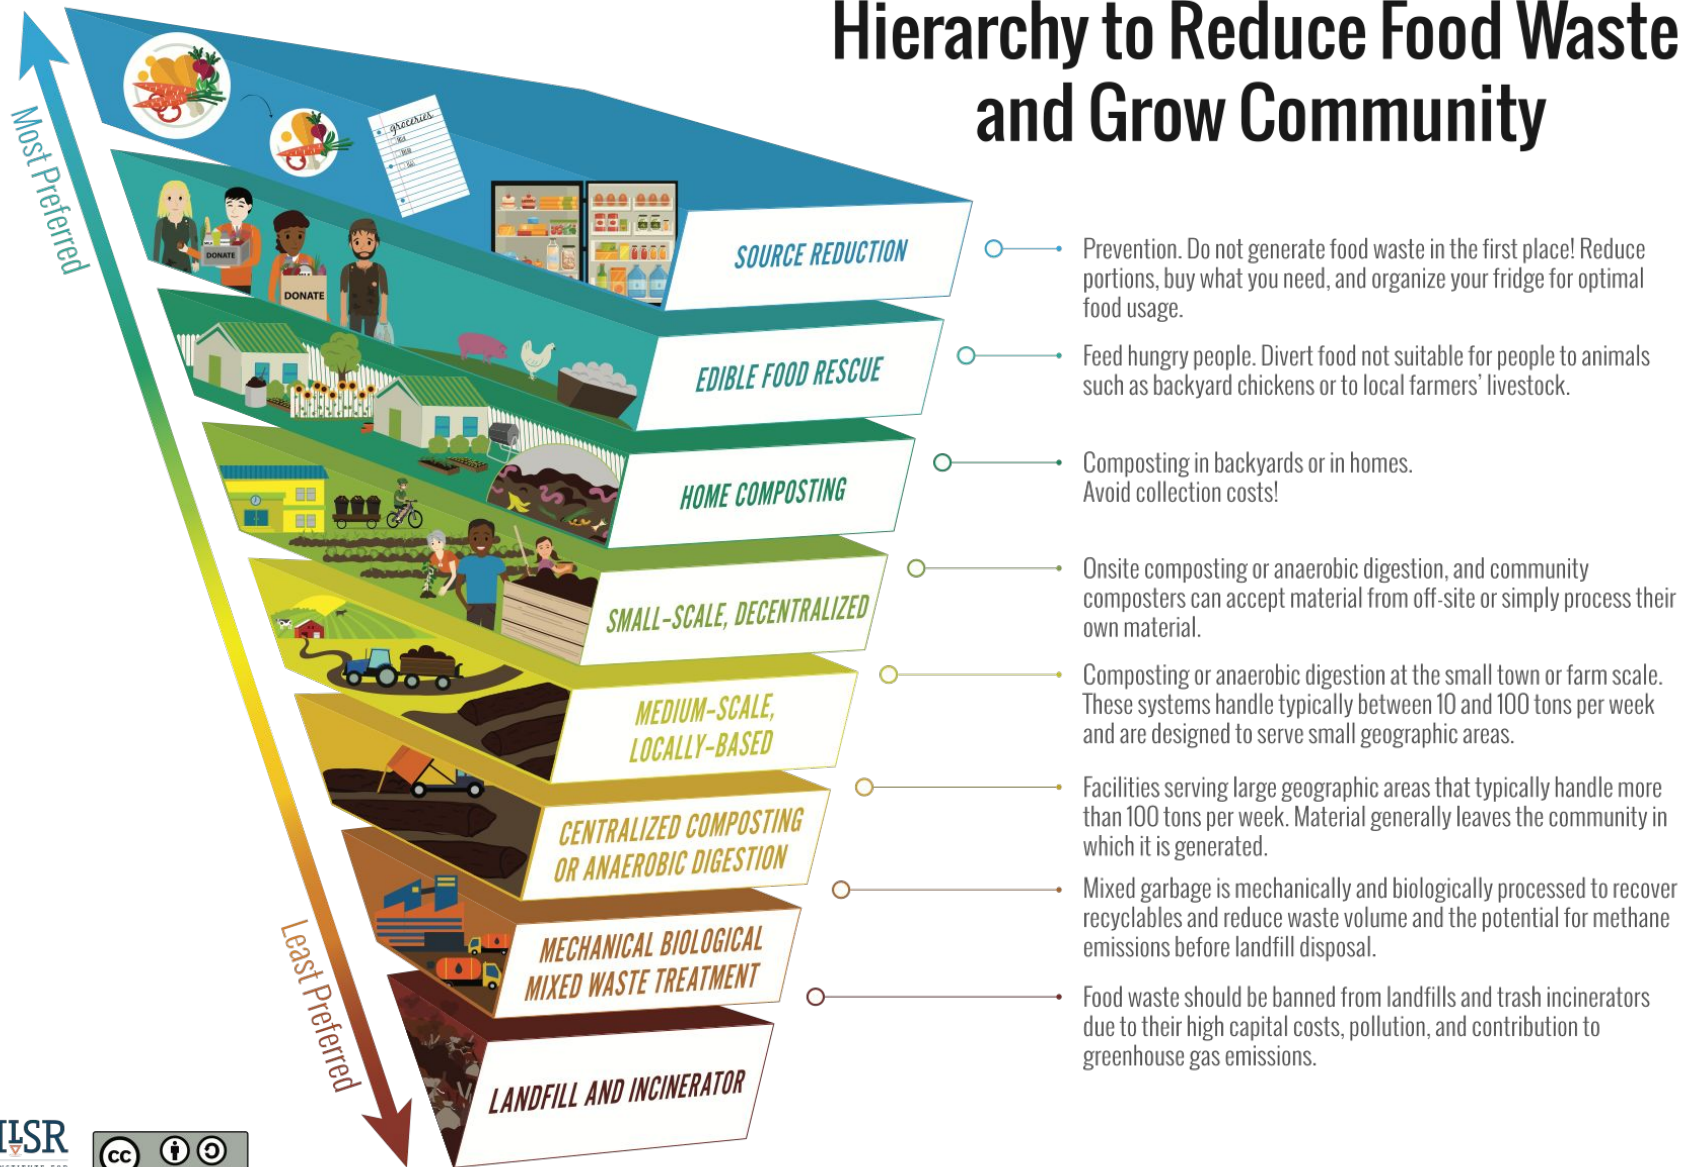 Hierarchy to Reduce Food Waste
and Grow Community
Most Preferred
groceries
DONATE
DONATE
SOURCE REDUCTION
Prevention. Do not generate food waste in the first place! Reduce
portions, buy what you need, and organize your fridge for optimal
food usage.
EDIBLE FOOD RESCUE
Feed hungry people. Divert food not suitable for people to animals
such as backyard chickens or to local farmers' livestock.
HOME COMPOSTING
Composting in backyards or in homes.
Avoid collection costs!
SMALL-SCALE, DECENTRALIZED
Onsite composting or anaerobic digestion, and community
composters can accept material from off-site or simply process their
own material.
MEDIUM-SCALE,
LOCALLY-BASED
Composting or anaerobic digestion at the small town or farm scale.
These systems handle typically between 10 and 100 tons per week
and are designed to serve small geographic areas.
CENTRALIZED COMPOSTING
OR ANAEROBIC DIGESTION
Facilities serving large geographic areas that typically handle more
than 100 tons per week. Material generally leaves the community in
which it is generated.
MECHANICAL BIOLOGICAL
MIXED WASTE TREATMENT
Mixed garbage is mechanically and biologically processed to recover
recyclables and reduce waste volume and the potential for methane
emissions before landfill disposal.
LANDFILL AND INCINERATOR
Food waste should be banned from landfills and trash incinerators
due to their high capital costs, pollution, and contribution to
greenhouse gas emissions.
Least Preferred
ILSR
cc